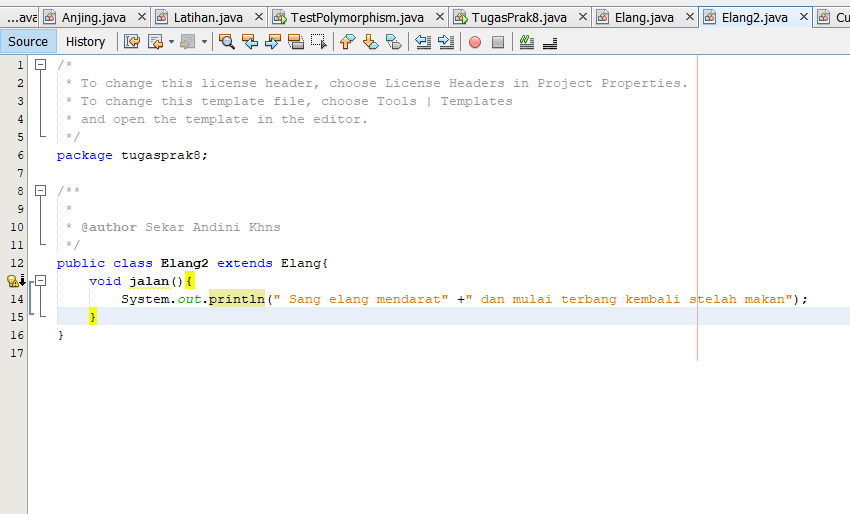 ...ava Anjing.java Latihan.java TestPolymorphism.java TugasPrak8.java Elang.java Elang2.java Cu
Source History
1 /*
2 * To change this license header, choose License Headers in Project Properties.
3 * To change this template file, choose Tools | Templates
4 * and open the template in the editor.
5 */
6 package tugasprak8;
7
8 /**
9 *
10 * @author Sekar Andini Khns
11 */
12 public class Elang2 extends Elang{
void jalan(){
14 System.out.println(" Sang elang mendarat" +" dan mulai terbang kembali stelah makan");
15 }
16 }
17